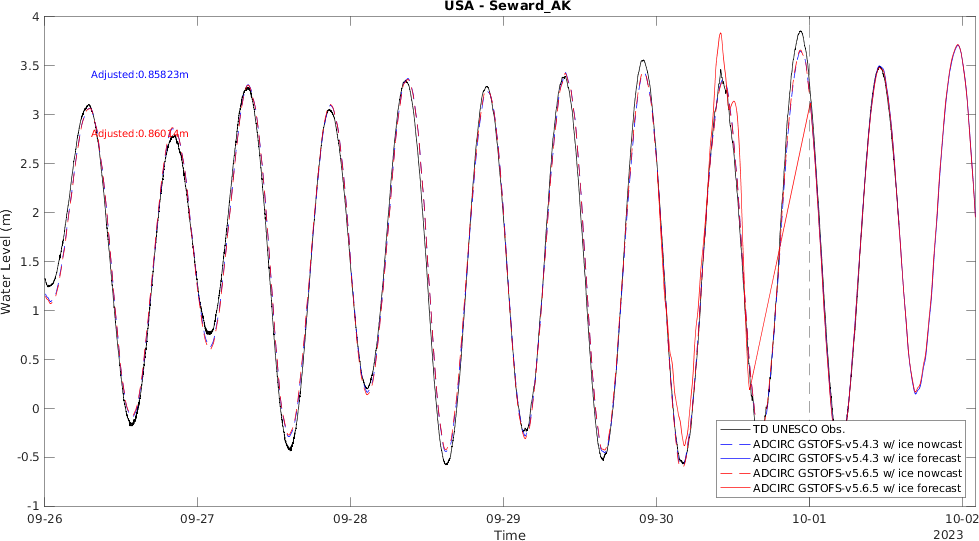 USA - Seward_AK
4
3.5
3
2.5
2
1.5
1
0.5
0
-0.5
-1
Water Level (m)
Adjusted:0.85823m
Adjusted:0.86014m
TD UNESCO Obs.
ADCIRC GSTOFS-v5.4.3 w/ ice nowcast
ADCIRC GSTOFS-v5.4.3 w/ ice forecast
ADCIRC GSTOFS-v5.6.5 w/ ice nowcast
ADCIRC GSTOFS-v5.6.5 w/ ice forecast
09-26 09-27 09-28 09-29 09-30 10-01 10-02
Time
2023